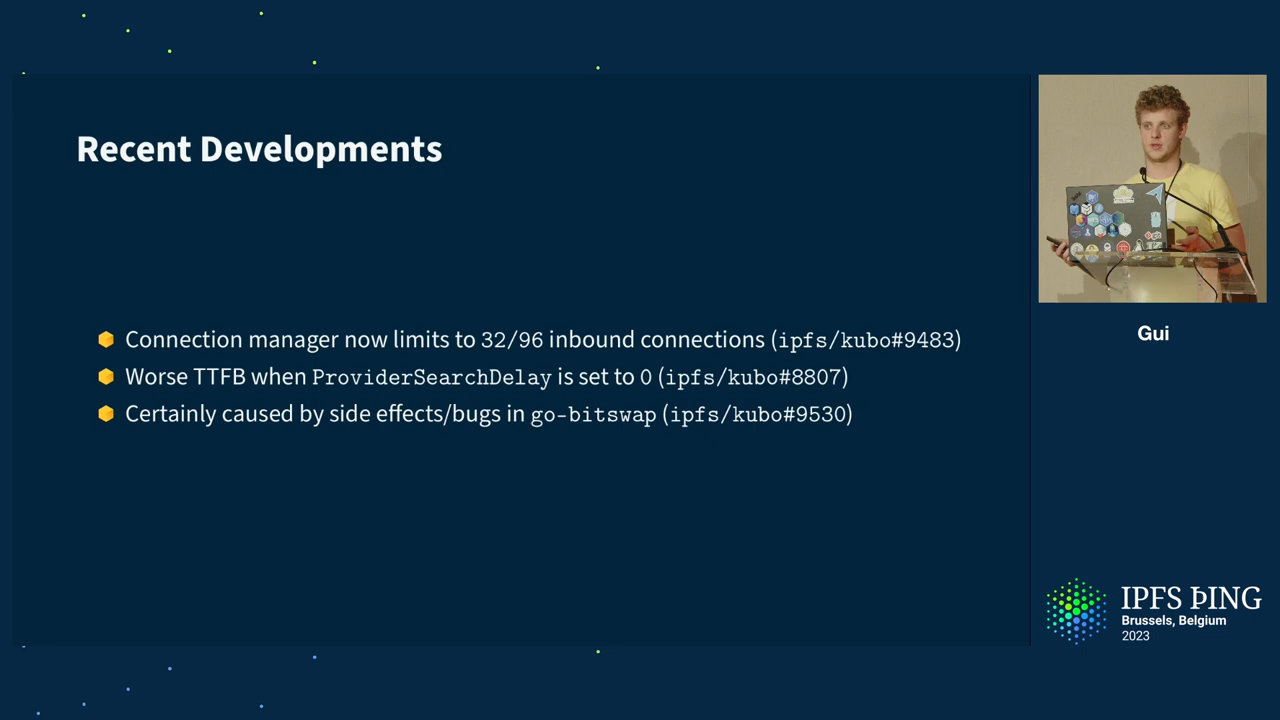 Recent Developments
Connection manager now limits to 32/96 inbound connections (ipfs/kubo#9483)
Worse TTFB when ProviderSearchDelay is set to 0 (ipfs/kubo#8807)
Certainly caused by side effects/bugs in go-bitswap (ipfs/kubo#9530)
Gui
IPFS ÞING
Brussels, Belgium
2023